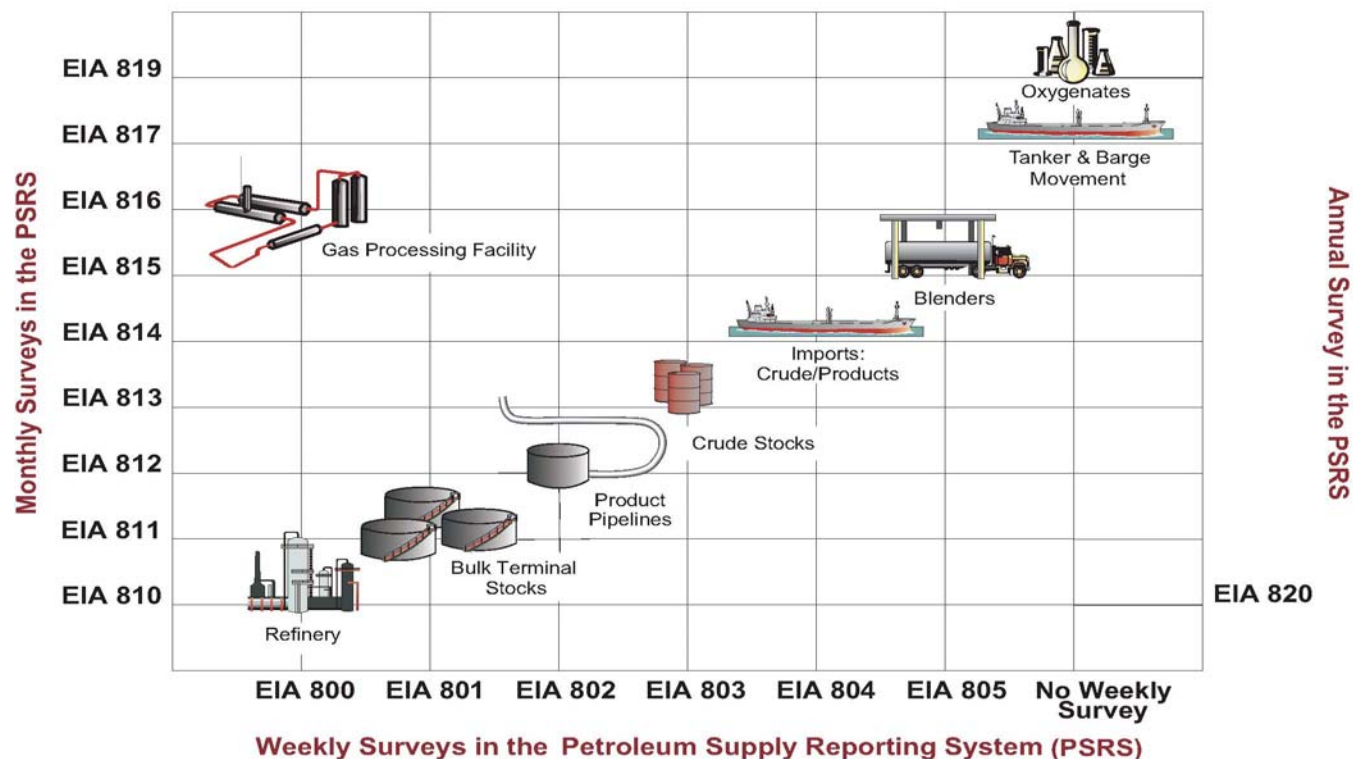 EIA 819
EIA 817
EIA 816
EIA 815
EIA 814
EIA 813
EIA 812
EIA 811
EIA 810
Monthly Surveys in the PSRS
Oxygenates
Tanker & Barge
Movement
Gas Processing Facility
Blenders
Imports:
Crude/Products
Crude Stocks
Product
Pipelines
Bulk Terminal
Stocks
Refinery
Annual Survey in the PSRS
EIA 820
EIA 800
EIA 801
EIA 802
EIA 803
EIA 804
EIA 805
No Weekly
Survey
Weekly Surveys in the Petroleum Supply Reporting System (PSRS)